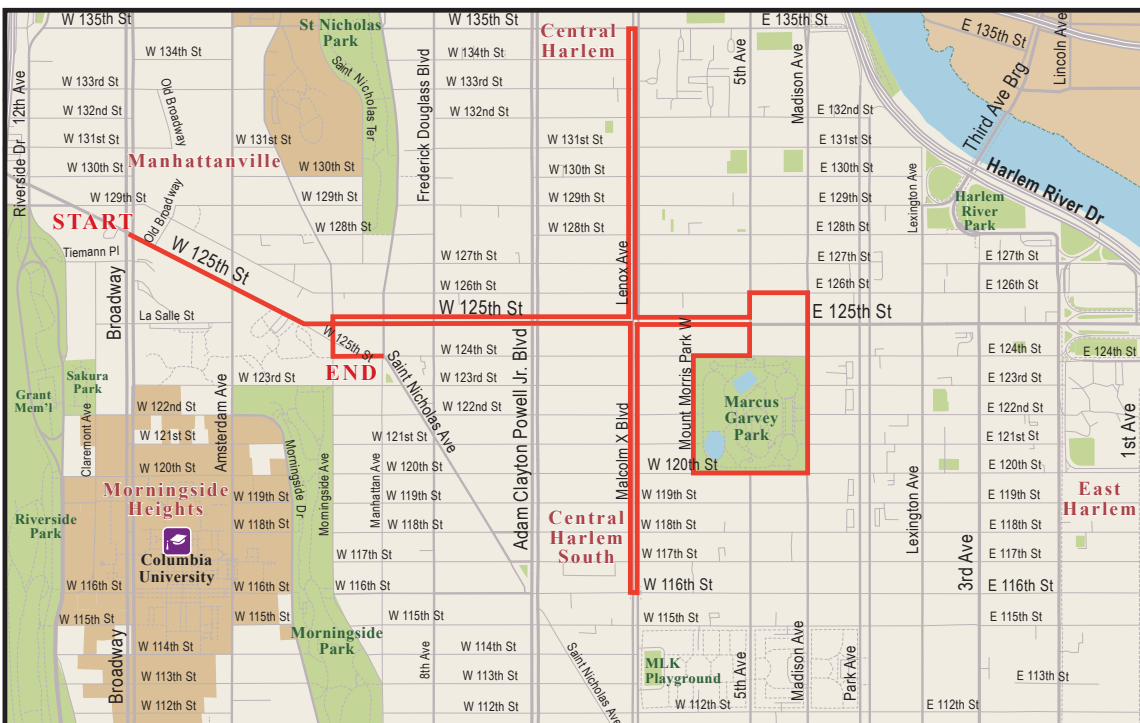 W 135th St
St Nicholas
Park
W 135th St
Central
Harlem
E 135th St
E 135th St
Lincoln Ave
W 134th St
W 134th St
W 133rd St
W 133rd St
W 132nd St
W 132nd St
W 131st St
W 131st St
W 131st St
W 130th St
W 130th St
W 130th St
W 129th St
W 129th St
W 129th St
W 128th St
W 128th St
12th Ave
Riverside Dr
Old Broadway
Old Broadway
Saint Nicholas Ter
Frederick Douglass Blvd
5th Ave
Madison Ave
Third Ave Brg
Harlem River Dr
E 132nd St
E 131st St
E 130th St
E 129th St
E 128th St
E 127th St
E 127th St
E 126th St
E 126th St
Lexington Ave
Harlem
River
Park
Manhattanville
START
Tiemann Pl
W 125th St
W 127th St
W 126th St
W 125th St
Lenox Ave
E 125th St
Broadway
La Salle St
W 125th St
END
W 124th St
W 123rd St
W 123rd St
W 122nd St
W 122nd St
W 121st St
W 121st St
W 120th St
W 120th St
W 120th St
W 119th St
W 119th St
W 119th St
W 118th St
W 118th St
W 118th St
W 117th St
W 117th St
W 116th St
W 116th St
W 116th St
W 116th St
W 115th St
W 115th St
W 115th St
W 115th St
W 114th St
W 114th St
W 113th St
W 113th St
W 112th St
W 112th St
W 112th St
Saint Nicholas Ave
Saint Nicholas Ave
Adam Clayton Powell Jr. Blvd
Malcolm X Blvd
Mount Morris Park W
Marcus
Garvey
Park
E 124th St
E 124th St
E 123rd St
E 122nd St
E 121st St
E 120th St
E 119th St
E 118th St
E 117th St
E 116th St
E 115th St
E 113th St
E 112th St
Grant
Mem'l
Sakura
Park
Claremont Ave
Amsterdam Ave
Morningside Dr
Morningside Ave
Manhattan Ave
Morningside
Heights
Riverside
Park
Columbia
University
Central
Harlem
South
East
Harlem
Lexington Ave
3rd Ave
1st Ave
Broadway
Morningside
Park
8th Ave
MLK
Playground
5th Ave
Madison Ave
Park Ave